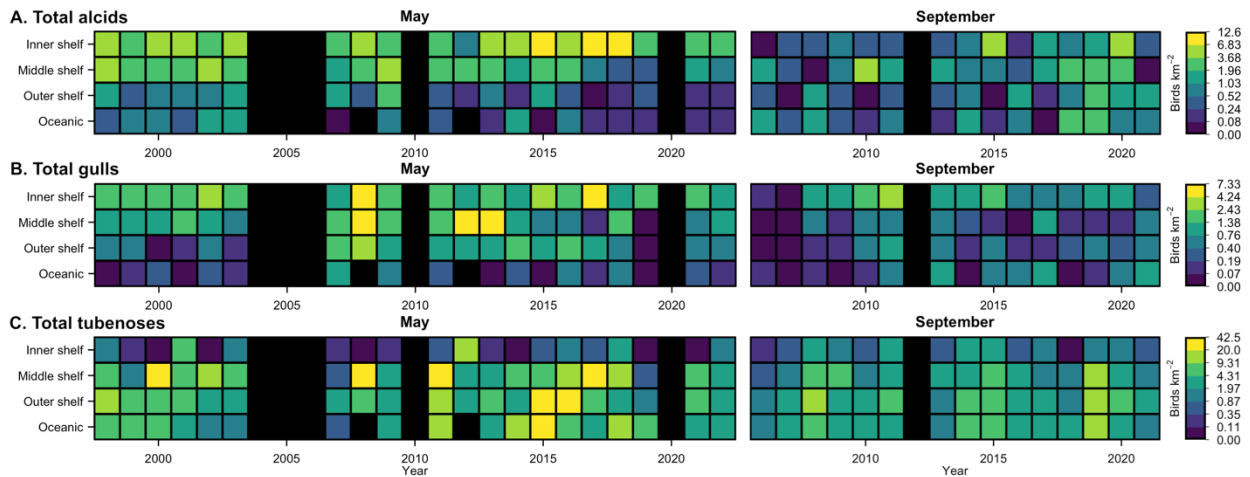 A. Total alcids
May
September
Inner shelf
Middle shelf
Outer shelf
Oceanic
2000 2005 2010 2015 2020
2010 2015 2020
12.6
6.83
3.68
1.96
1.03
0.52
0.24
0.08
0.00
Birds km−2
B. Total gulls
May
September
Inner shelf
Middle shelf
Outer shelf
Oceanic
2000 2005 2010 2015 2020
2010 2015 2020
7.33
4.24
2.43
1.38
0.76
0.40
0.19
0.07
0.00
Birds km−2
C. Total tubenoses
May
September
Inner shelf
Middle shelf
Outer shelf
Oceanic
2000 2005 2010 2015 2020
Year
2010 2015 2020
Year
42.5
20.0
9.31
4.31
1.97
0.87
0.35
0.11
0.00
Birds km−2